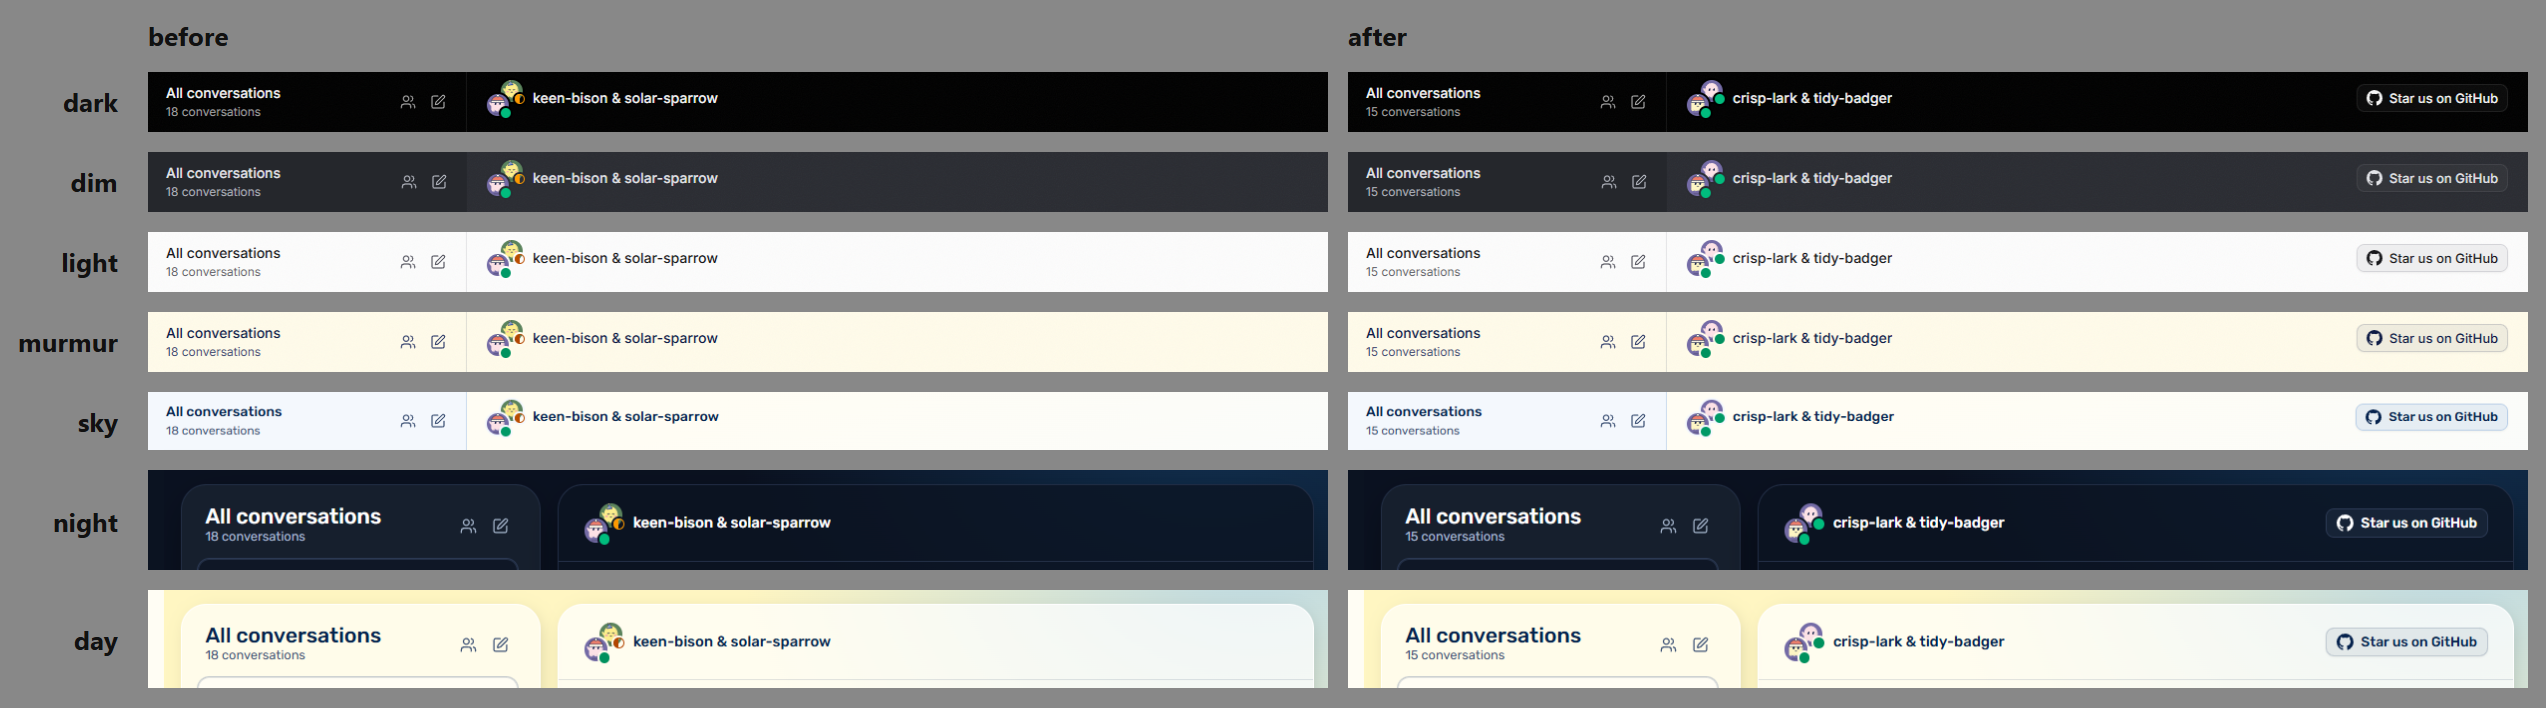 before
after
dark
All conversations
18 conversations
keen-bison & solar-sparrow
All conversations
15 conversations
crisp-lark & tidy-badger
Star us on GitHub
dim
All conversations
18 conversations
keen-bison & solar-sparrow
All conversations
15 conversations
crisp-lark & tidy-badger
Star us on GitHub
light
All conversations
18 conversations
keen-bison & solar-sparrow
All conversations
15 conversations
crisp-lark & tidy-badger
Star us on GitHub
murmur
All conversations
18 conversations
keen-bison & solar-sparrow
All conversations
15 conversations
crisp-lark & tidy-badger
Star us on GitHub
sky
All conversations
18 conversations
keen-bison & solar-sparrow
All conversations
15 conversations
crisp-lark & tidy-badger
Star us on GitHub
night
All conversations
18 conversations
keen-bison & solar-sparrow
All conversations
15 conversations
crisp-lark & tidy-badger
Star us on GitHub
day
All conversations
18 conversations
keen-bison & solar-sparrow
All conversations
15 conversations
crisp-lark & tidy-badger
Star us on GitHub